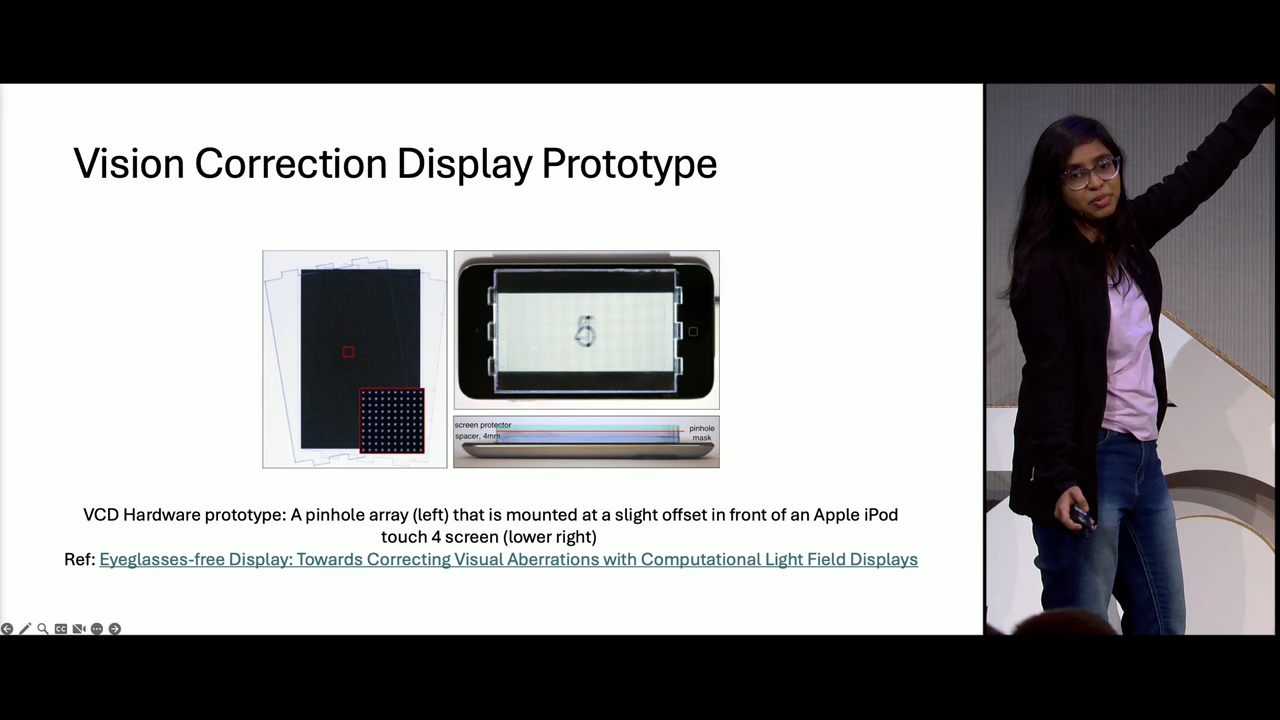 Vision Correction Display Prototype
5
screen protector
spacer, 4mm
pinhole
mask
VCD Hardware prototype: A pinhole array (left) that is mounted at a slight offset in front of an Apple iPod
touch 4 screen (lower right)
Ref: Eyeglasses-free Display: Towards Correcting Visual Aberrations with Computational Light Field Displays
CC